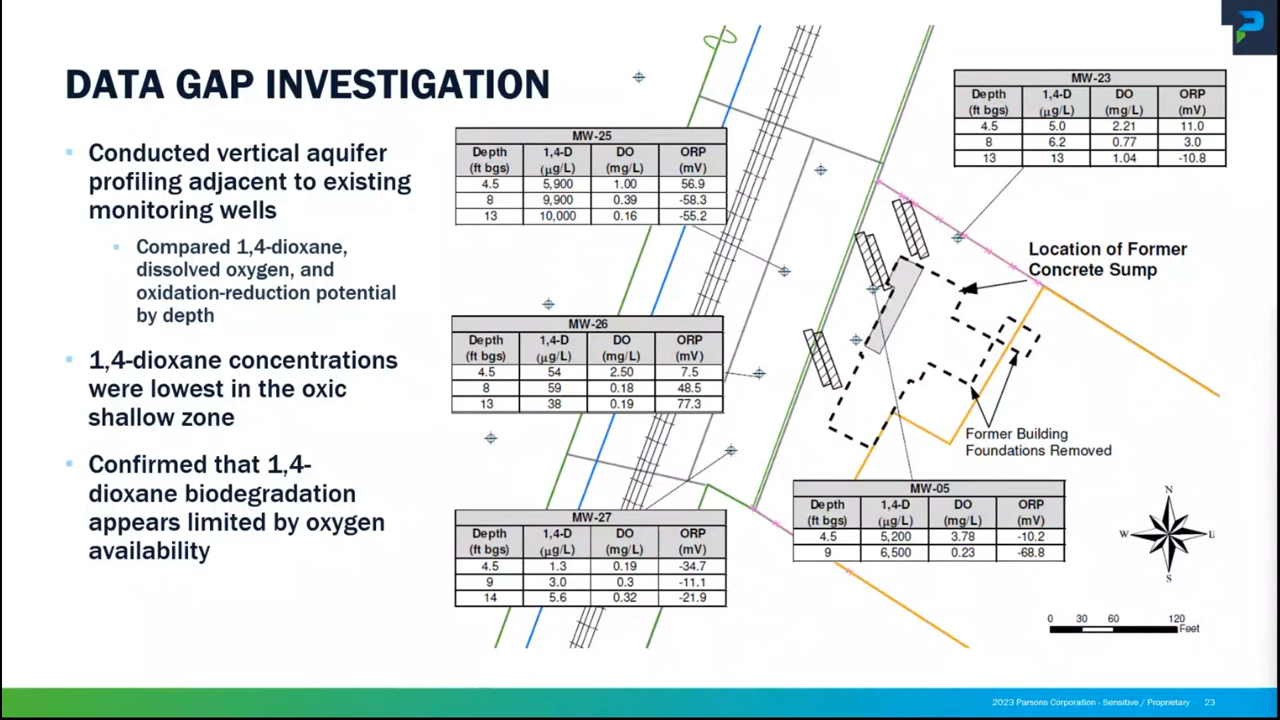 DATA GAP INVESTIGATION
• Conducted vertical aquifer
profiling adjacent to existing
monitoring wells
▪ Compared 1,4-dioxane,
dissolved oxygen, and
oxidation-reduction potential
by depth
• 1,4-dioxane concentrations
were lowest in the oxic
shallow zone
• Confirmed that 1,4-
dioxane biodegradation
appears limited by oxygen
availability
MW-25
Depth 1,4-D DO ORP
(ft bgs) (µg/L) (mg/L) (mV)
4.5 5,900 1.00 56.9
8 9,900 0.39 -58.3
13 10,000 0.16 -55.2
MW-26
Depth 1,4-D DO ORP
(ft bgs) (µg/L) (mg/L) (mV)
4.5 54 2.50 7.5
8 59 0.18 48.5
13 38 0.19 77.3
MW-27
Depth 1,4-D DO ORP
(ft bgs) (µg/L) (mg/L) (mV)
4.5 1.3 0.19 -34.7
9 3.0 0.3 -11.1
14 5.6 0.32 -21.9
MW-23
Depth 1,4-D DO ORP
(ft bgs) (µg/L) (mg/L) (mV)
4.5 5.0 2.21 11.0
8 6.2 0.77 3.0
13 13 1.04 -10.8
Location of Former
Concrete Sump
Former Building
Foundations Removed
MW-05
Depth 1,4-D DO ORP
(ft bgs) (µg/L) (mg/L) (mV)
4.5 5,200 3.78 -10.2
9 6,500 0.23 -68.8
N
W E
S
0 30 60 120
Feet
2023 Parsons Corporation - Sensitive / Proprietary 23